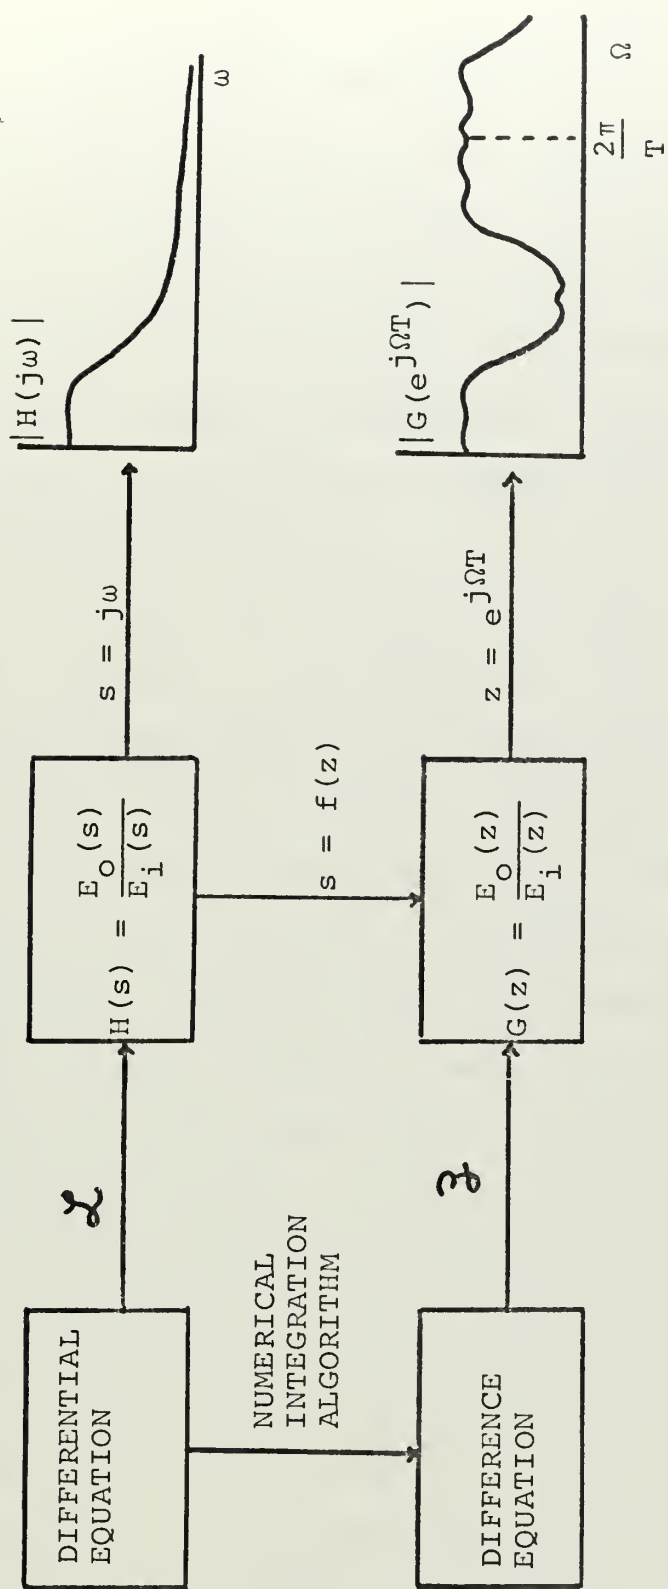 DIFFERENTIAL
EQUATION
ℒ
H(s) = E_o(s) / E_i(s)
s = jω
|H(jω)|
ω
NUMERICAL
INTEGRATION
ALGORITHM
s = f(z)
DIFFERENCE
EQUATION
𝔷
G(z) = E_o(z) / E_i(z)
z = e^{jΩT}
|G(e^{jΩT})|
2π
T
Ω